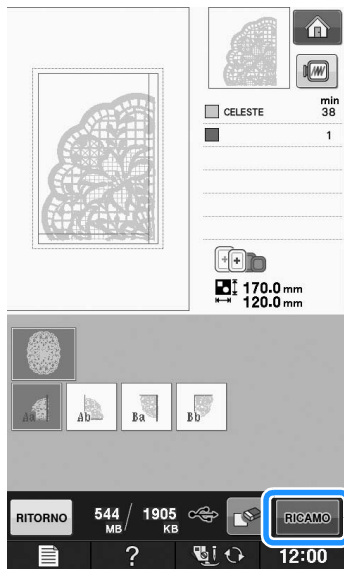 min
CELESTE 38
1
170.0 mm
120.0 mm
Aa Ab Ba Bb
RITORNO 544 MB / 1905 KB RICAMO
? 12:00